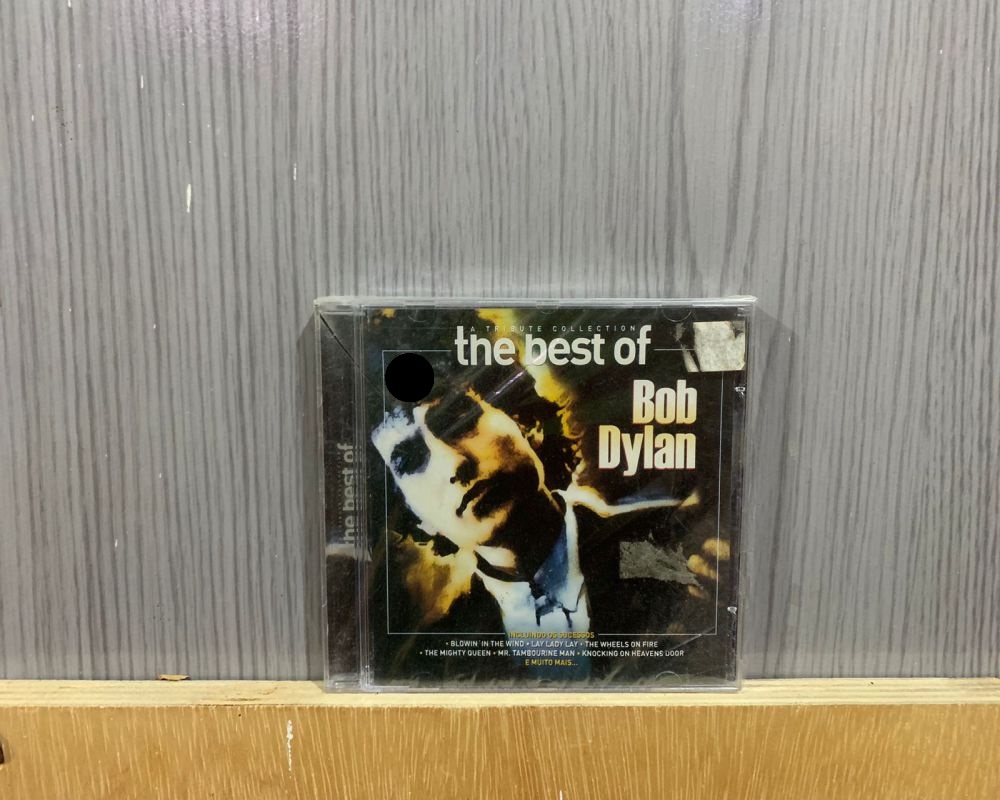 A TRIBUTE COLLECTION
the best of
Bob
Dylan
the best of
INCLUINDO OS SUCESSOS
• BLOWIN´ IN THE WIND • LAY LADY LAY • THE WHEELS ON FIRE
• THE MIGHTY QUEEN • MR. TAMBOURINE MAN • KNOCKING ON HEAVENS DOOR
E MUITO MAIS...